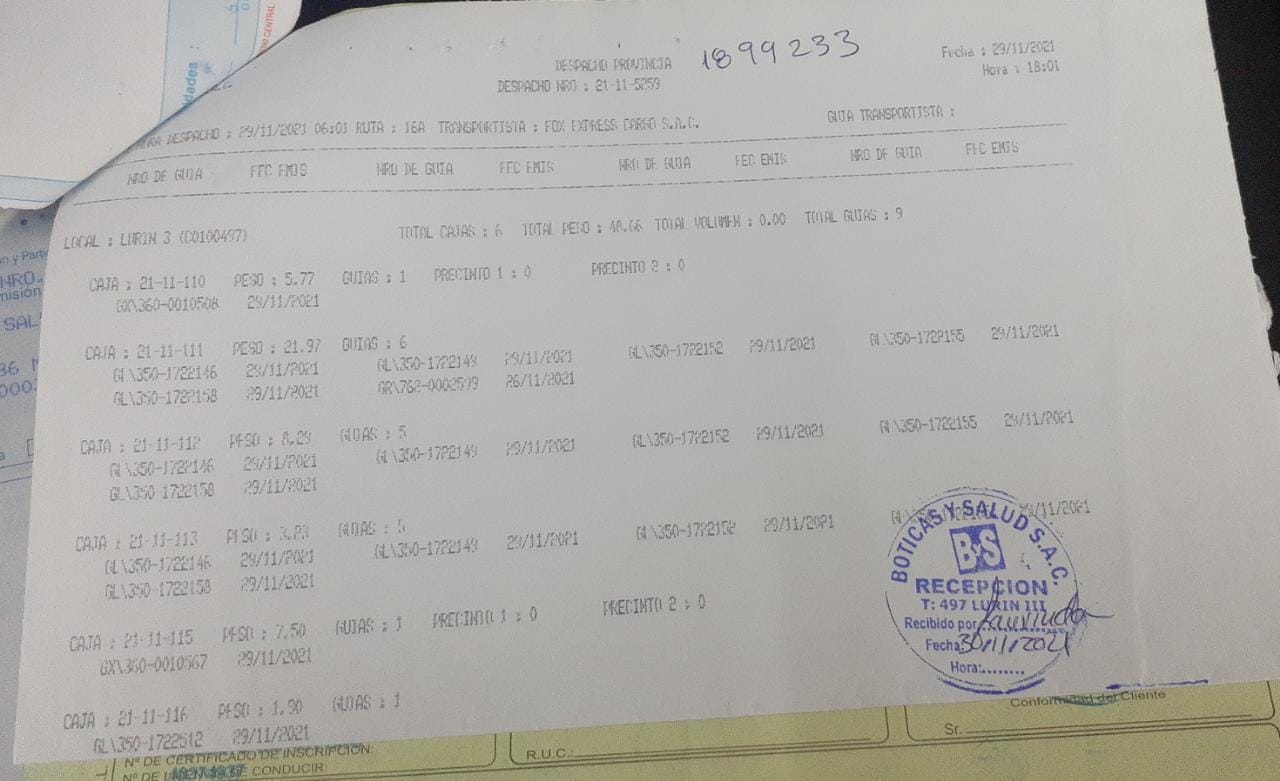 DESPACHO PROVINCIA
1899233
Fecha : 29/11/2021
DESPACHO NRO : 21-11-5259
Hora : 18:01
DESPACHO : 29/11/2021 06:01 RUTA : 16A TRANSPORTISTA : FOX EXPRESS CARGO S.A.C. GUIA TRANSPORTISTA :
NRO DE GUIA FEC EMIS NRO DE GUIA FEC EMIS NRO DE GUIA FEC EMIS NRO DE GUIA FEC EMIS
LOCAL : LURIN 3 (C0100497) TOTAL CAJAS : 6 TOTAL PESO : 48.66 TOTAL VOLUMEN : 0.00 TOTAL GUIAS : 9
CAJA : 21-11-110 PESO : 5.77 GUIAS : 1 PRECINTO 1 : 0 PRECINTO 2 : 0
GX\360-0010508 29/11/2021
CAJA : 21-11-111 PESO : 21.97 GUIAS : 6
GL\350-1722146 29/11/2021 GL\350-1722149 29/11/2021 GL\350-1722152 29/11/2021 GL\350-1722155 29/11/2021
GL\350-1722158 29/11/2021 GR\762-0002599 26/11/2021
CAJA : 21-11-112 PESO : 8.29 GUIAS : 5
GL\350-1722146 29/11/2021 GL\350-1722149 29/11/2021 GL\350-1722152 29/11/2021 GL\350-1722155 29/11/2021
GL\350-1722158 29/11/2021
CAJA : 21-11-113 PESO : 3.23 GUIAS : 5
GL\350-1722146 29/11/2021 GL\350-1722149 29/11/2021 GL\350-1722152 29/11/2021 29/11/2021
GL\350-1722158 29/11/2021
CAJA : 21-11-115 PESO : 7.50 GUIAS : 1 PRECINTO 1 : 0 PRECINTO 2 : 0
GX\360-0010567 29/11/2021
CAJA : 21-11-116 PESO : 1.90 GUIAS : 1
GL\350-1722512 29/11/2021
BOTICAS Y SALUD S.A.C.
B&S
RECEPCION
T: 497 LURIN III
Recibido por:
Fecha: 30/11/2021
Hora:........
Conformidad del Cliente
Sr.
Nº DE CERTIFICADO DE INSCRIPCIÓN:
R.U.C.:
CONDUCIR: